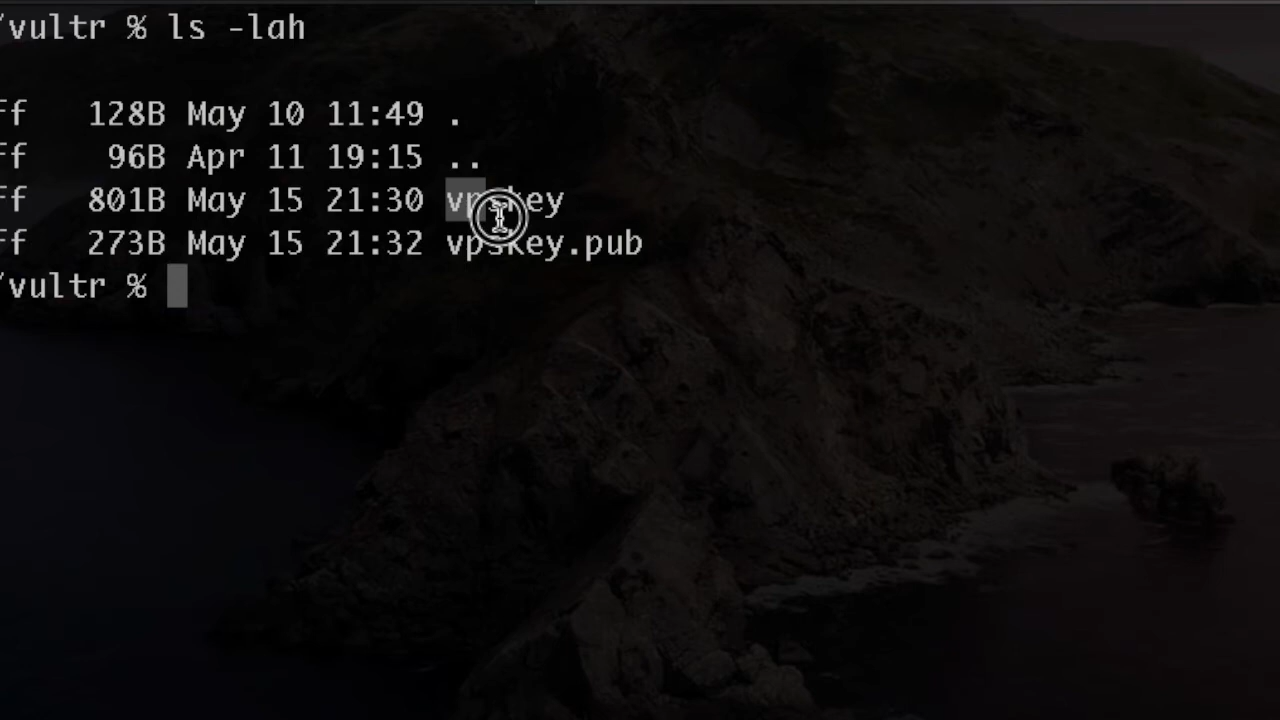 /vultr % ls -lah
ff 128B May 10 11:49 .
ff 96B Apr 11 19:15 ..
ff 801B May 15 21:30 vpskey
ff 273B May 15 21:32 vpskey.pub
/vultr %